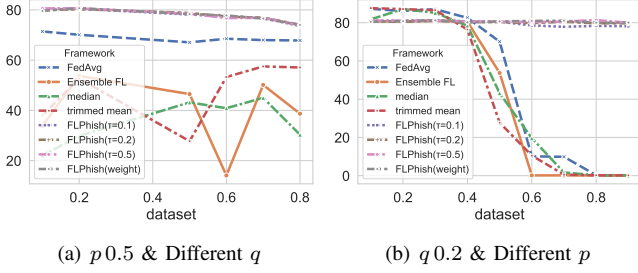 80
60
40
20
Framework
FedAvg
Ensemble FL
median
trimmed mean
FLPhish(τ=0.1)
FLPhish(τ=0.2)
FLPhish(τ=0.5)
FLPhish(weight)
0.2 0.4 0.6 0.8
dataset
(a) p 0.5 & Different q
80
60
40
20
0
Framework
FedAvg
Ensemble FL
median
trimmed mean
FLPhish(τ=0.1)
FLPhish(τ=0.2)
FLPhish(τ=0.5)
FLPhish(weight)
0.2 0.4 0.6 0.8
dataset
(b) q 0.2 & Different p